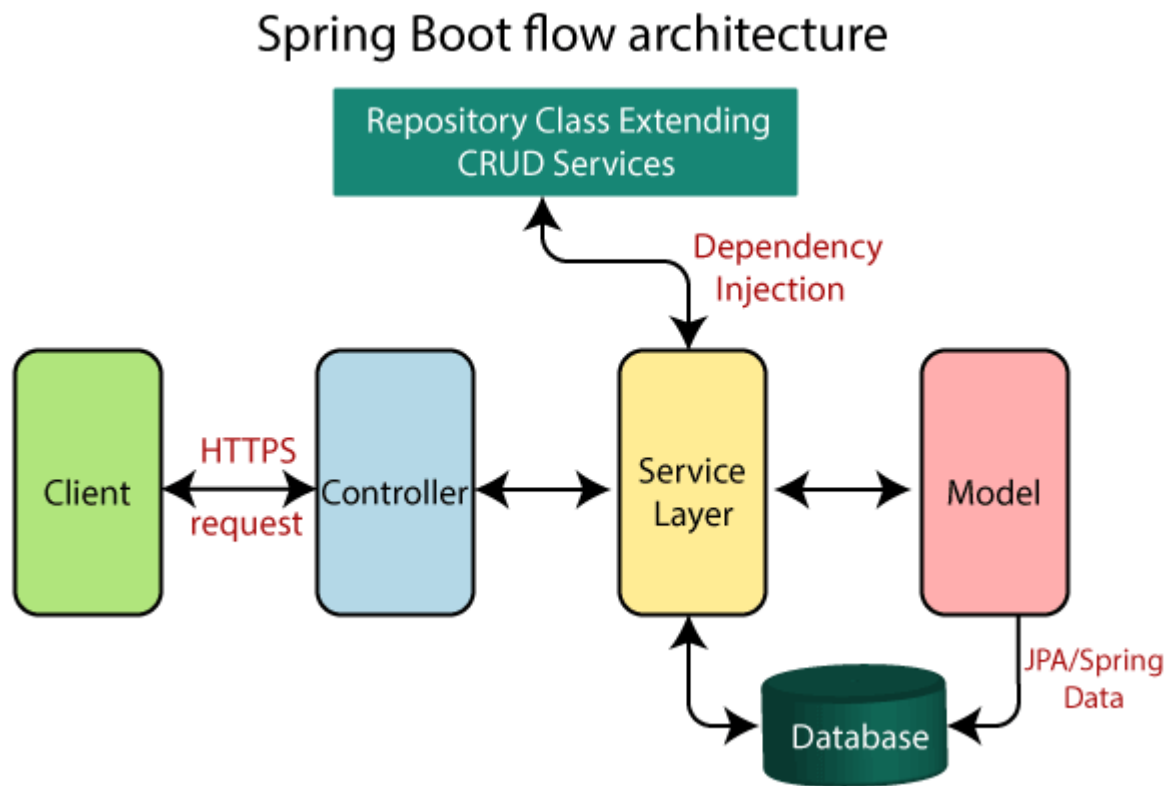 Spring Boot flow architecture
Repository Class Extending
CRUD Services
Dependency
Injection
Client
HTTPS
request
Controller
Service
Layer
Model
JPA/Spring
Data
Database